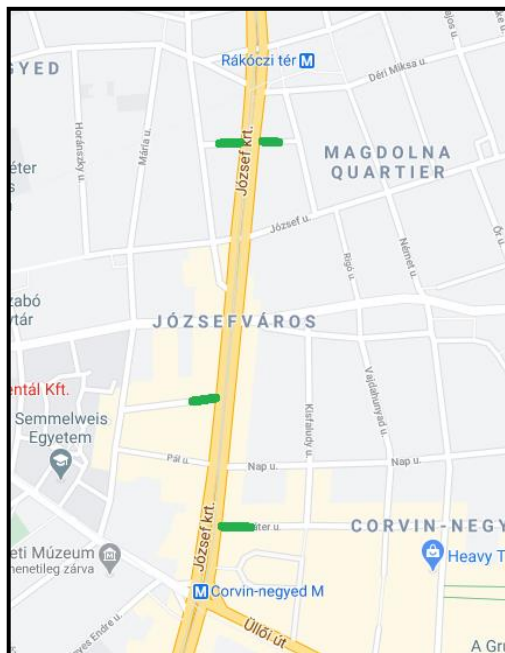 GYED
Rákóczi tér M
Déri Miksa u.
Horánszky u.
Mária u.
József krt.
MAGDOLNA
QUARTIER
József u.
Rigó u.
Német u.
Őr u.
JÓZSEFVÁROS
Semmelweis
Egyetem
Kisfaludy u.
Vajdahunyad u.
Pál u.
Nap u.
Nap u.
József krt.
CORVIN-NEGY
Heavy T
M Corvin-negyed M
Üllői út